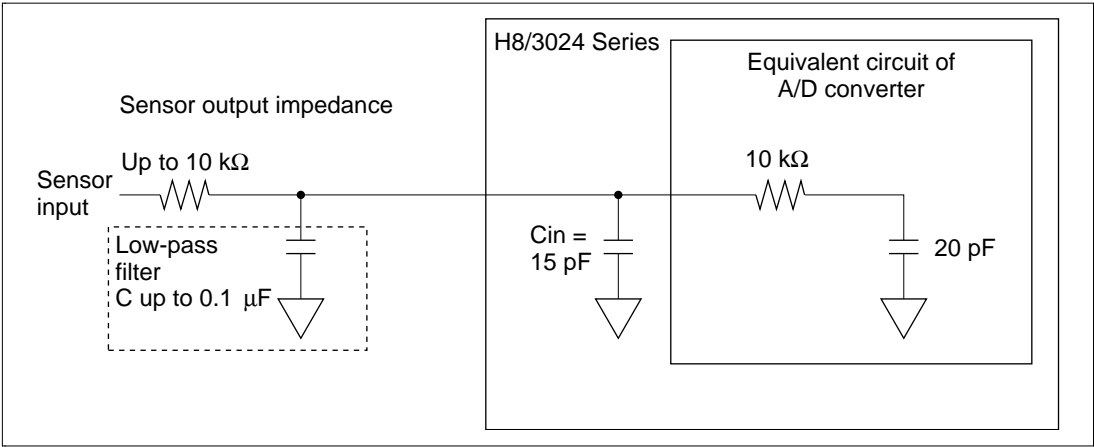 H8/3024 Series
Equivalent circuit of
A/D converter
Sensor output impedance
Up to 10 kΩ
10 kΩ
Sensor
input
Low-pass
filter
C up to 0.1 μF
Cin =
15 pF
20 pF